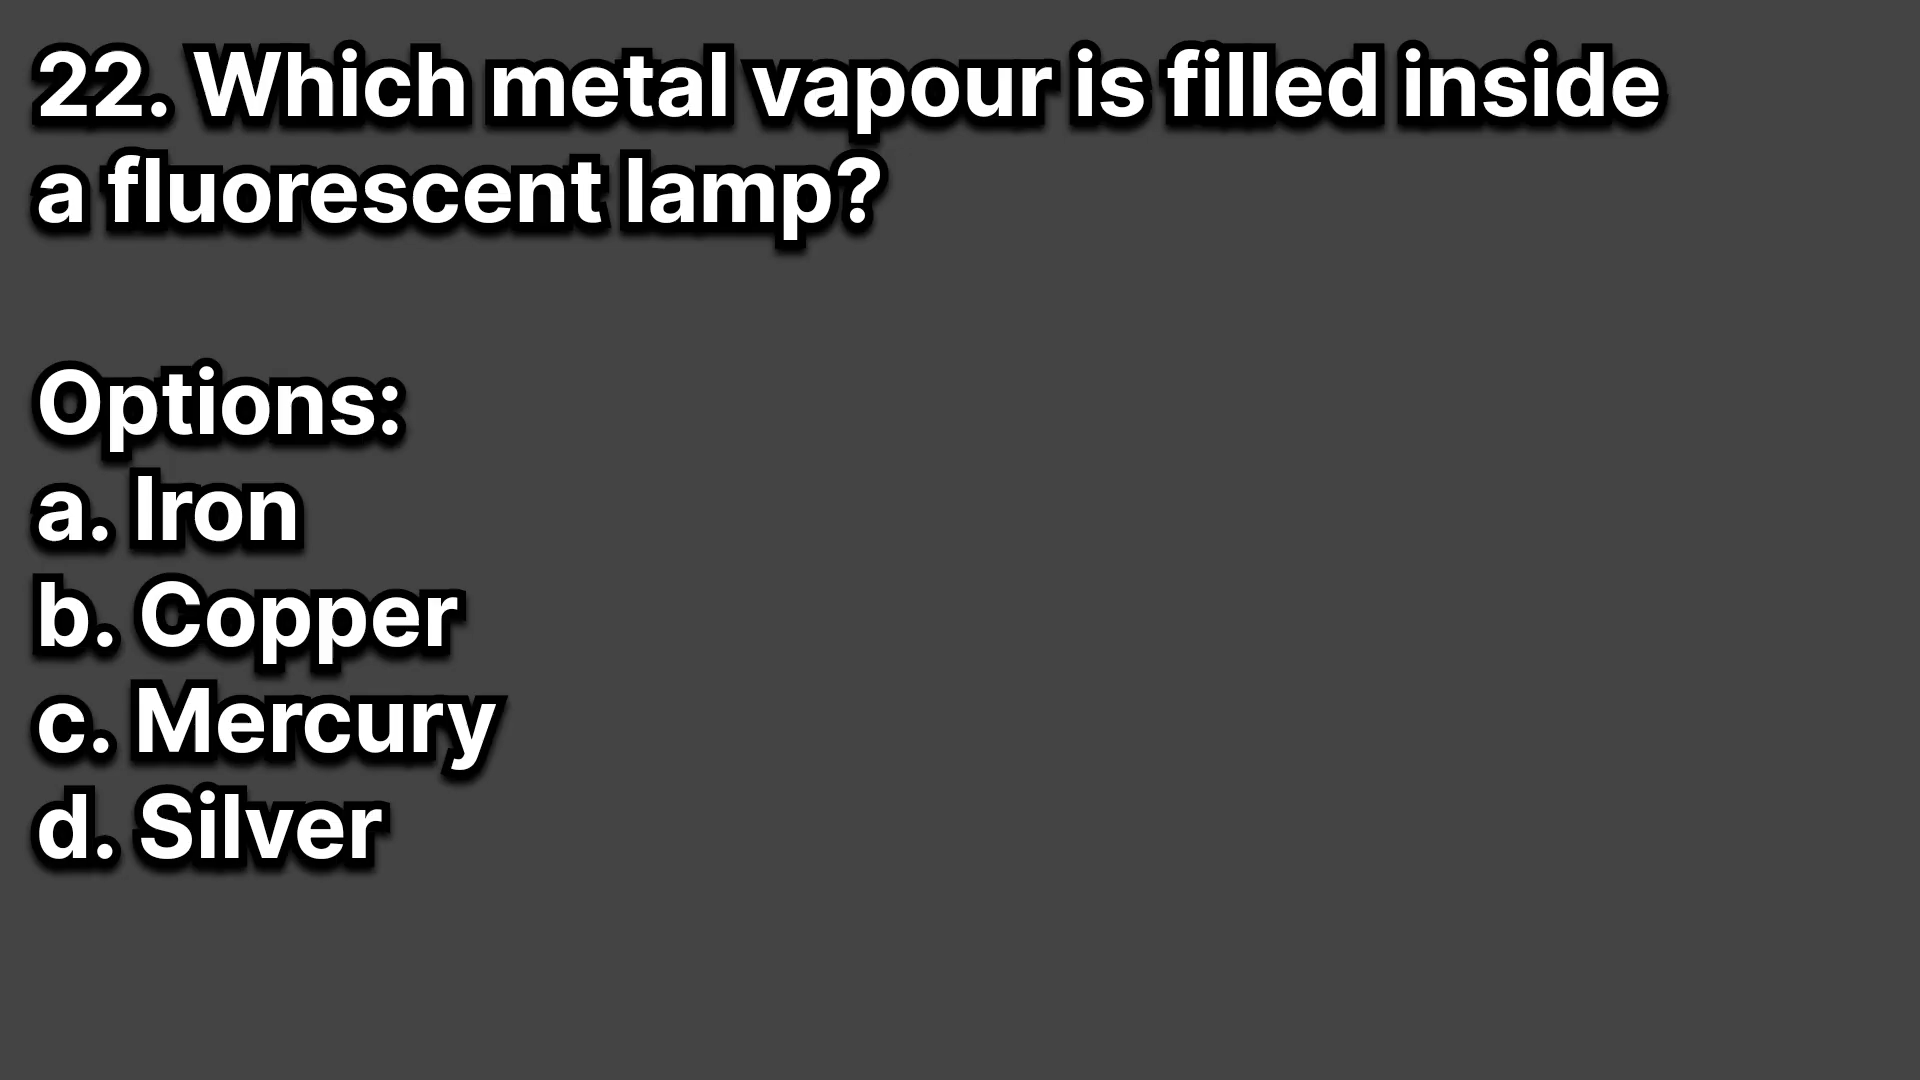 22. Which metal vapour is filled inside
a fluorescent lamp?
Options:
a. Iron
b. Copper
c. Mercury
d. Silver